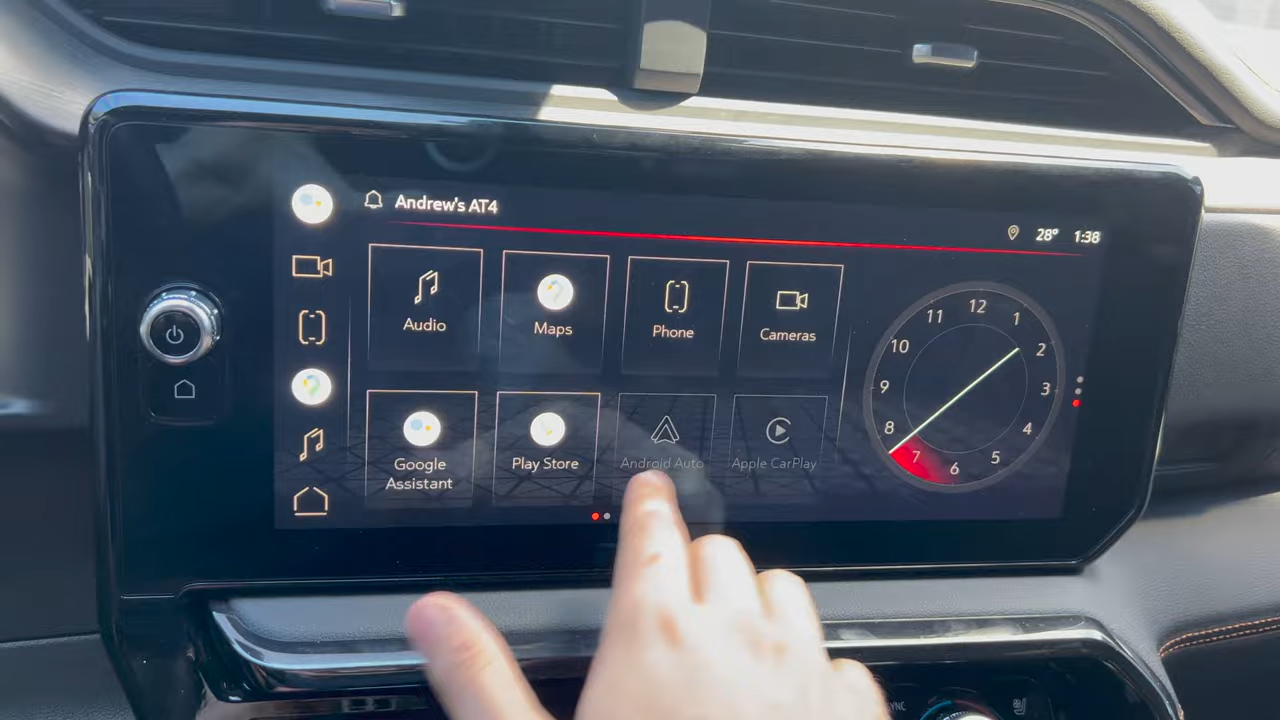 Andrew's AT4
28° 1:38
Audio
Maps
Phone
Cameras
Google
Assistant
Play Store
Android Auto
Apple CarPlay
12
1
2
3
4
5
6
7
8
9
10
11
SYNC